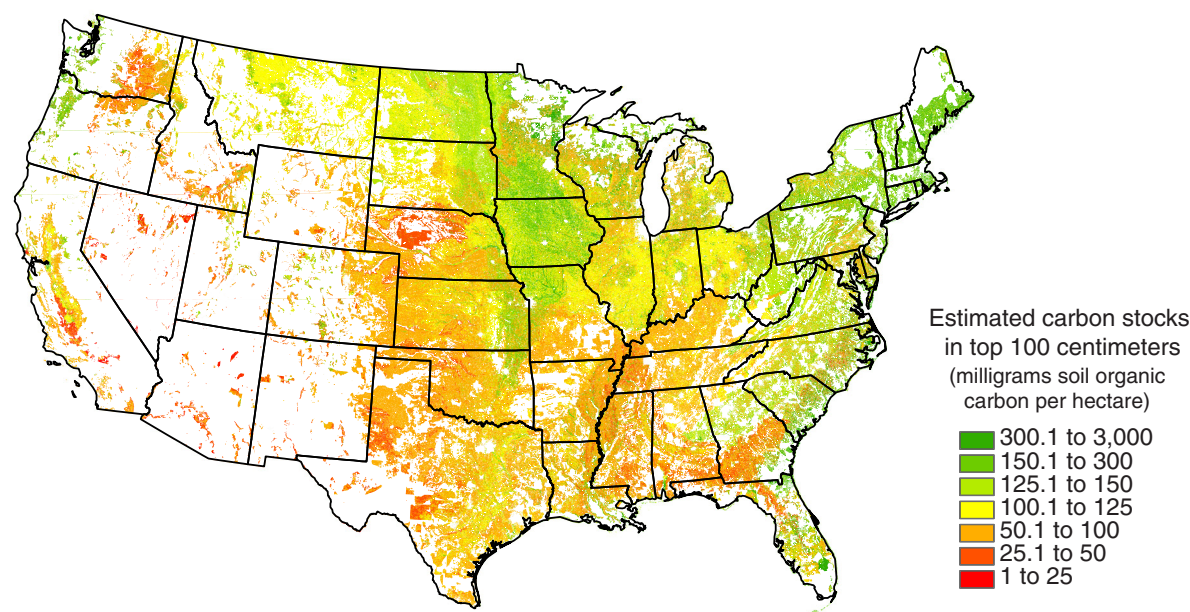 Estimated carbon stocks
in top 100 centimeters
(milligrams soil organic
carbon per hectare)
300.1 to 3,000
150.1 to 300
125.1 to 150
100.1 to 125
50.1 to 100
25.1 to 50
1 to 25